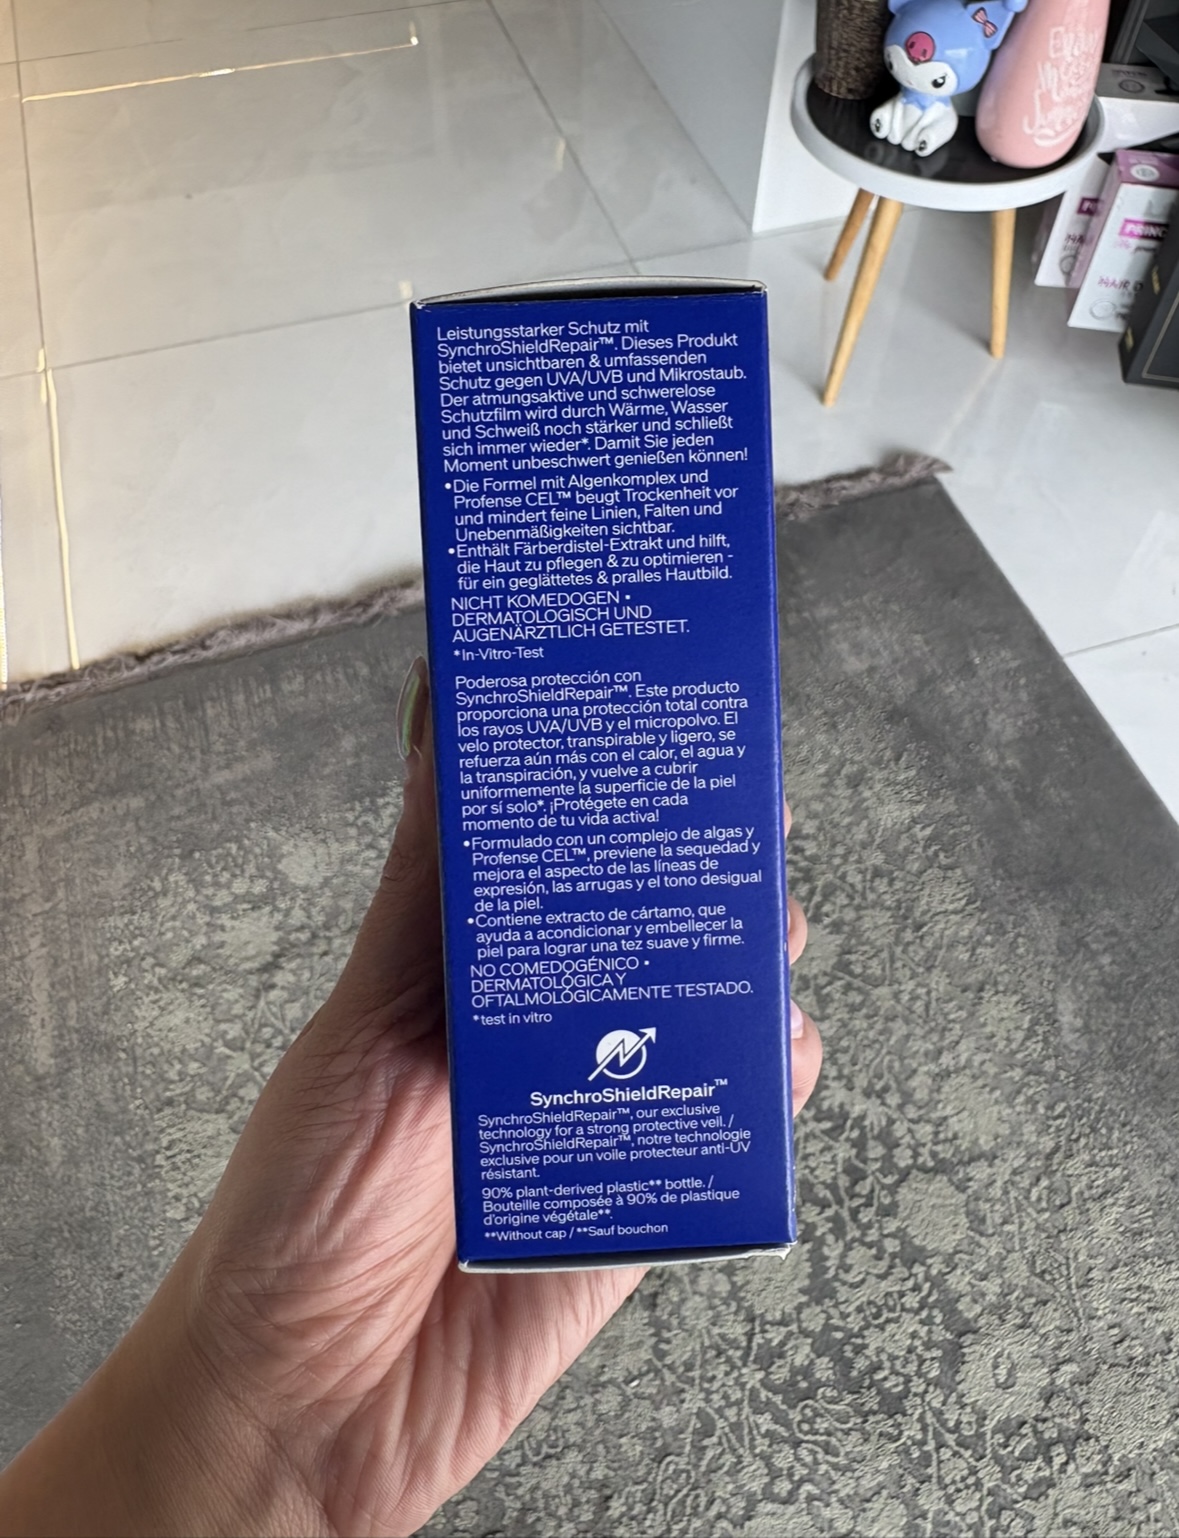 Leistungsstarker Schutz mit
SynchroShieldRepair™. Dieses Produkt
bietet unsichtbaren & umfassenden
Schutz gegen UVA/UVB und Mikrostaub.
Der atmungsaktive und schwerelose
Schutzfilm wird durch Wärme, Wasser
und Schweiß noch stärker und schließt
sich immer wieder*. Damit Sie jeden
Moment unbeschwert genießen können!
•Die Formel mit Algenkomplex und
Profense CEL™ beugt Trockenheit vor
und mindert feine Linien, Falten und
Unebenmäßigkeiten sichtbar.
•Enthält Färberdistel-Extrakt und hilft,
die Haut zu pflegen & zu optimieren -
für ein geglättetes & pralles Hautbild.
NICHT KOMEDOGEN •
DERMATOLOGISCH UND
AUGENÄRZTLICH GETESTET.
*In-Vitro-Test
Poderosa protección con
SynchroShieldRepair™. Este producto
proporciona una protección total contra
los rayos UVA/UVB y el micropolvo. El
velo protector, transpirable y ligero, se
refuerza aún más con el calor, el agua y
la transpiración, y vuelve a cubrir
uniformemente la superficie de la piel
por sí solo*. ¡Protégete en cada
momento de tu vida activa!
•Formulado con un complejo de algas y
Profense CEL™, previene la sequedad y
mejora el aspecto de las líneas de
expresión, las arrugas y el tono desigual
de la piel.
•Contiene extracto de cártamo, que
ayuda a acondicionar y embellecer la
piel para lograr una tez suave y firme.
NO COMEDOGÉNICO •
DERMATOLÓGICA Y
OFTALMOLÓGICAMENTE TESTADO.
*test in vitro
SynchroShieldRepair™
SynchroShieldRepair™, our exclusive
technology for a strong protective veil. /
SynchroShieldRepair™, notre technologie
exclusive pour un voile protecteur anti-UV
résistant.
90% plant-derived plastic** bottle. /
Bouteille composée à 90% de plastique
d'origine végétale**.
**Without cap / **Sauf bouchon
HAIR D